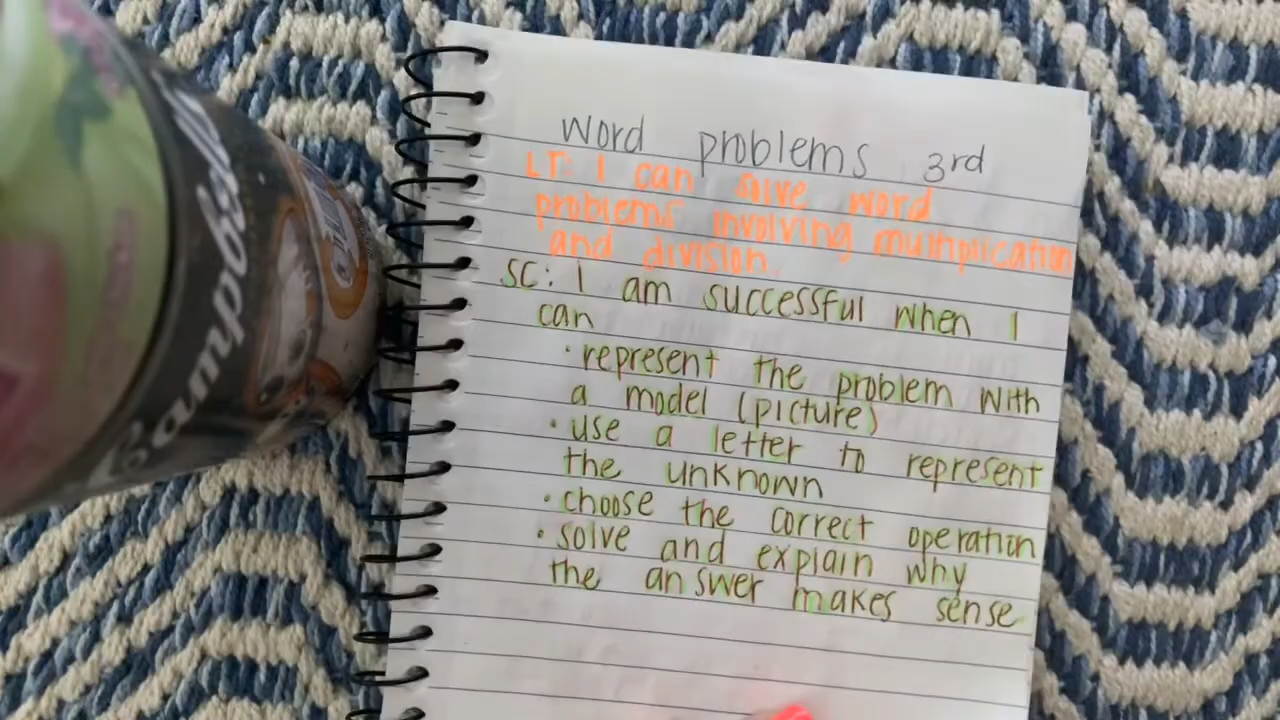 word problems 3rd
LT: I can solve word
problems involving multiplication
and division.
SC: I am successful when I
can
· represent the problem with
a model (picture)
· use a letter to represent
the unknown
· choose the correct operation
· solve and explain why
the answer makes sense